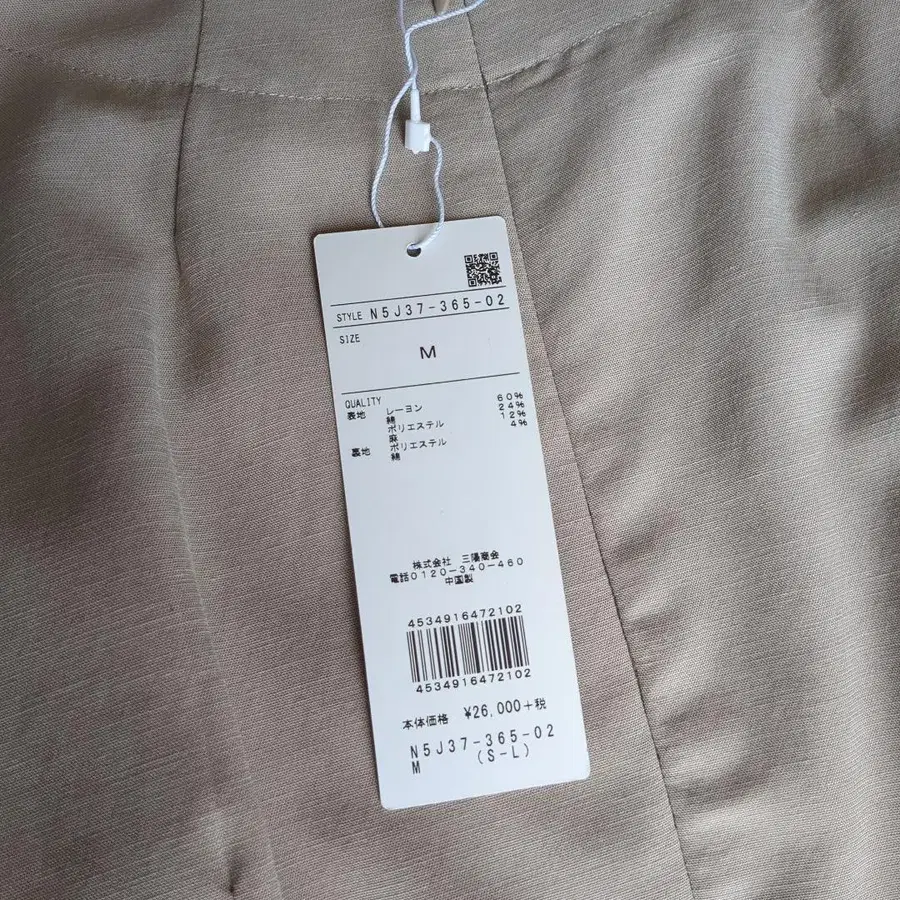 STYLE N5J37-365-02
SIZE
M
QUALITY
表地 レーヨン 60%
綿 24%
ポリエステル 12%
麻 4%
裏地 ポリエステル
綿
株式会社 三陽商会
電話0120-340-460
中国製
4534916472102
4534916472102
本体価格 ¥26,000+税
N5J37-365-02
M (S-L)